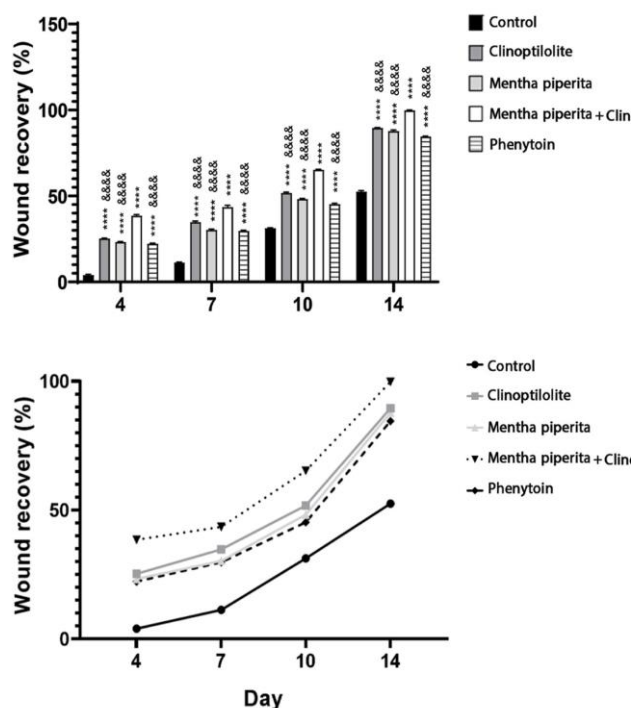 Wound recovery (%)
150
100
50
0
**** &&&&
**** &&&&
****
**** &&&&
**** &&&&
**** &&&&
****
**** &&&&
**** &&&&
**** &&&&
****
**** &&&&
**** &&&&
**** &&&&
****
**** &&&&
4 7 10 14
Control
Clinoptilolite
Mentha piperita
Mentha piperita + Clin
Phenytoin
Wound recovery (%)
100
50
0
4 7 10 14
Day
Control
Clinoptilolite
Mentha piperita
Mentha piperita + Clin
Phenytoin